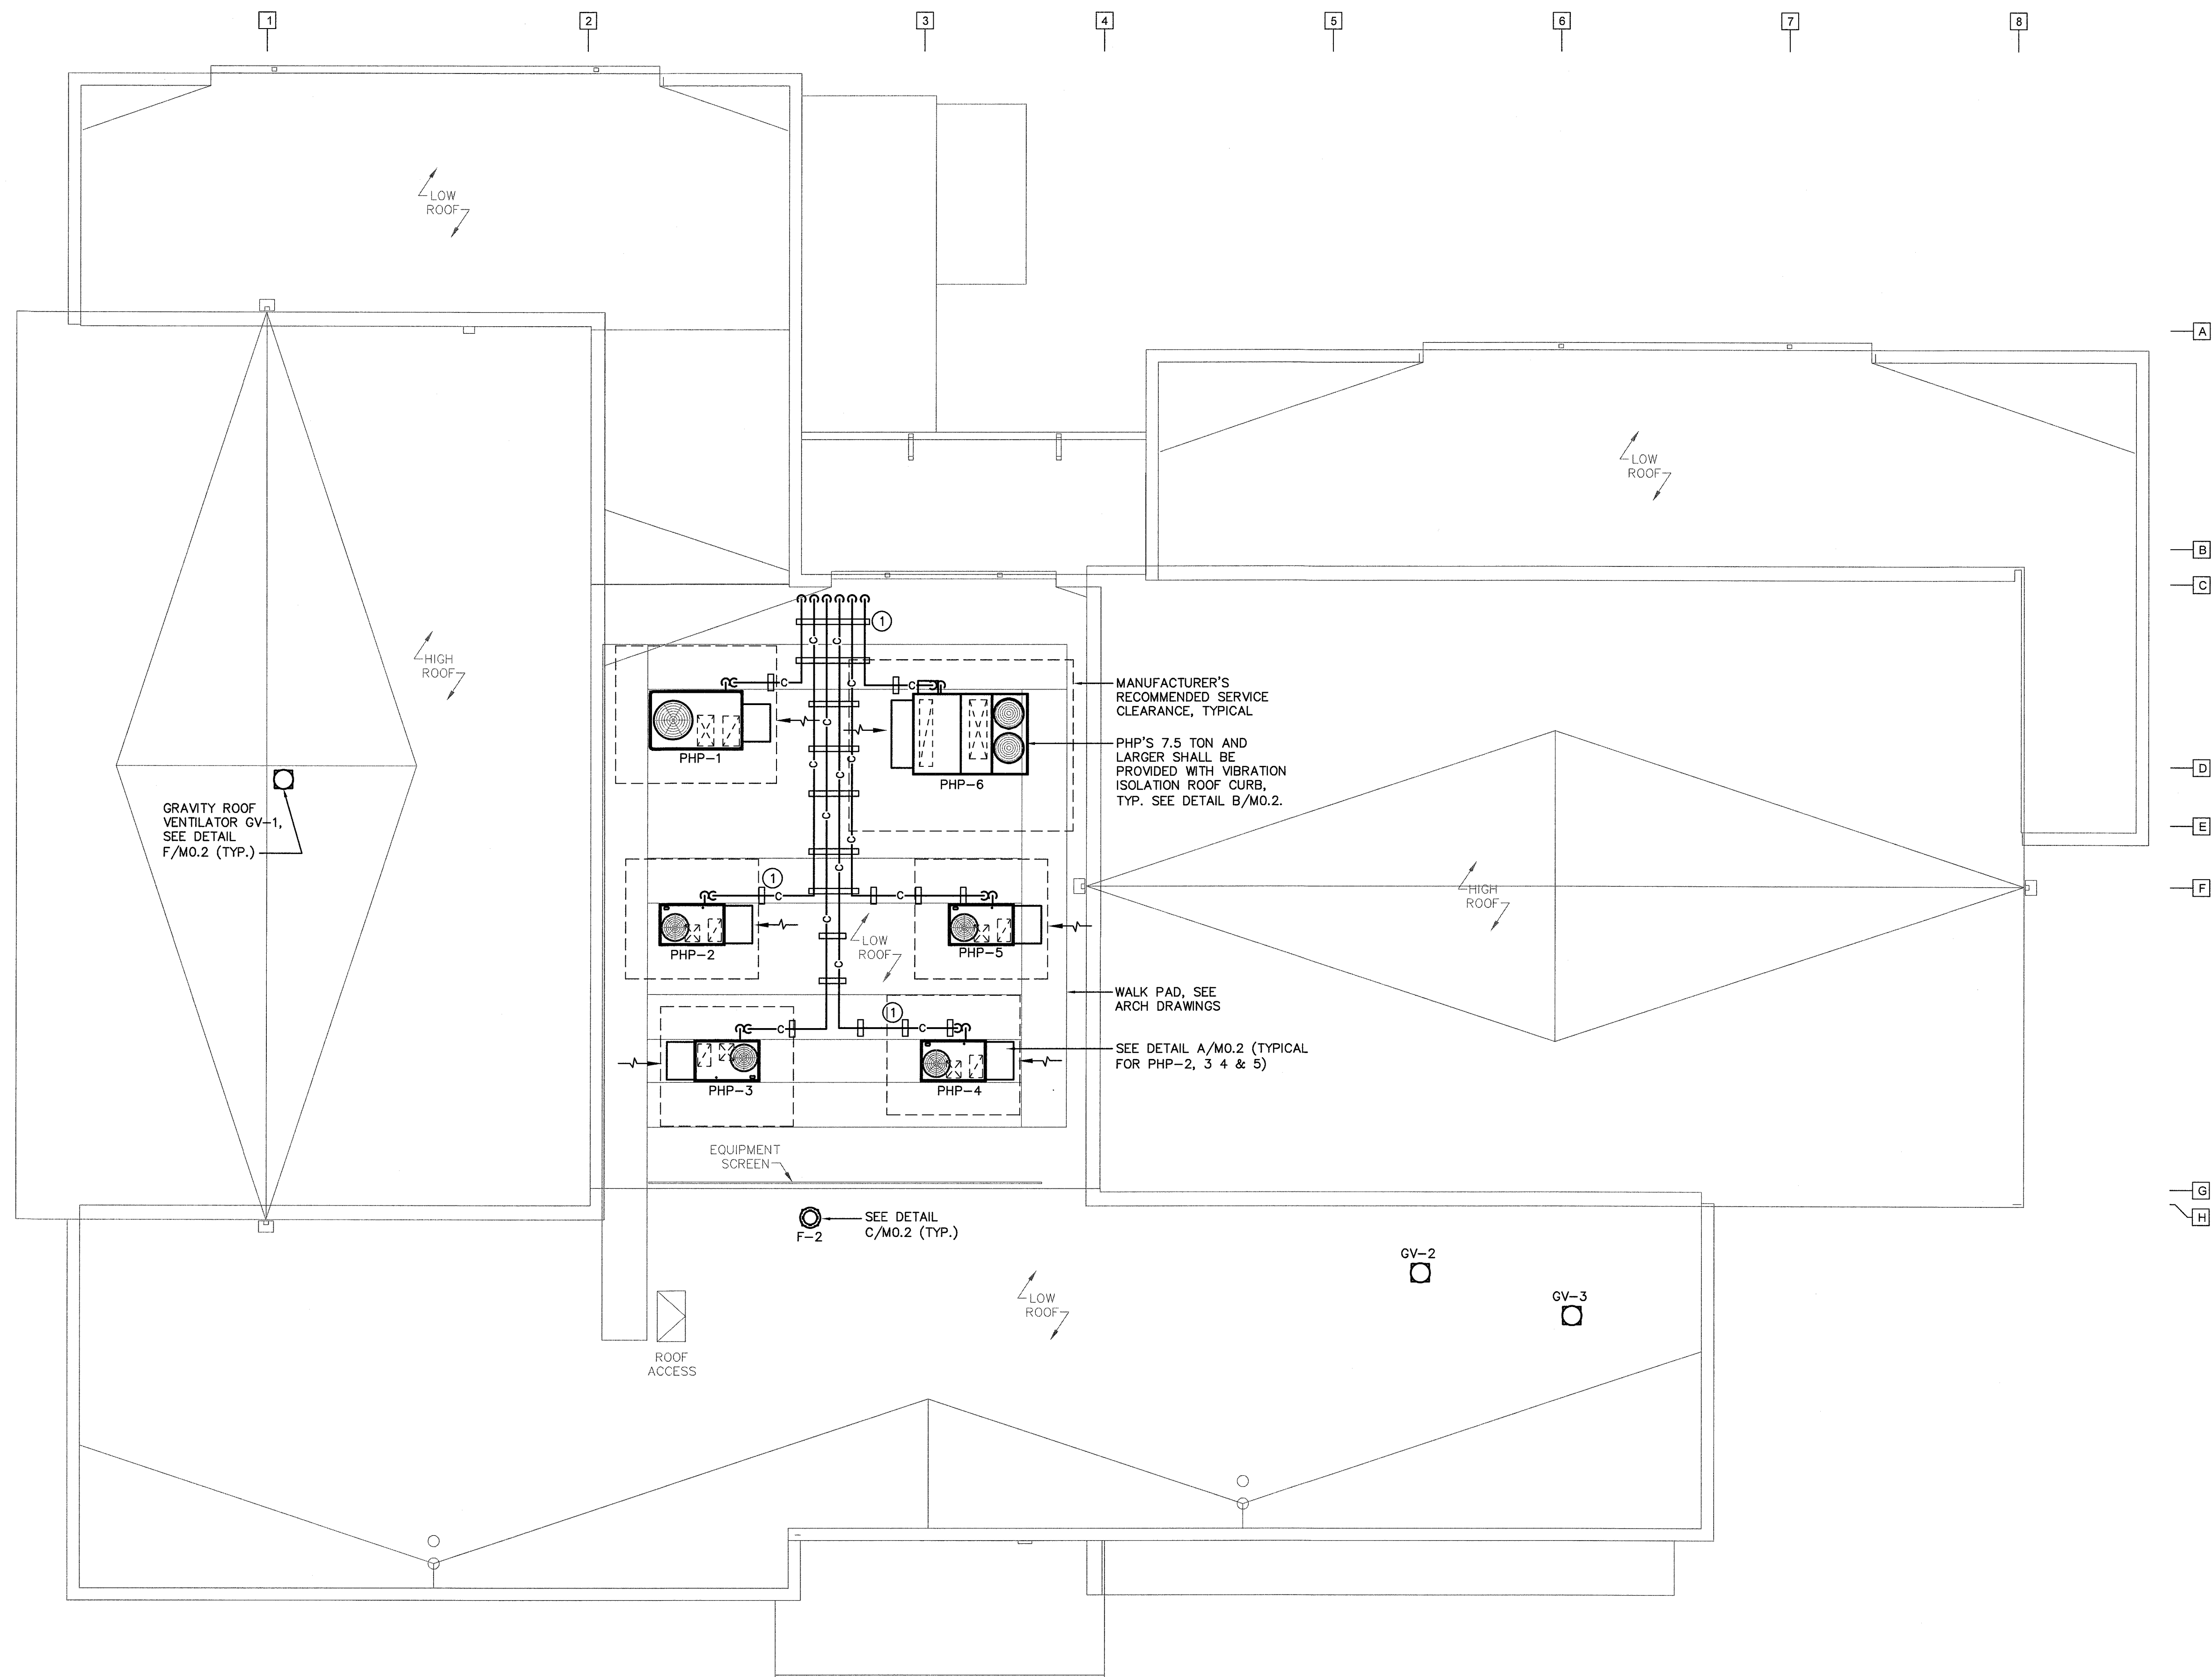 1
2
3
4
5
6
7
8
LOW
ROOF
A
LOW
ROOF
B
C
1
C
C
HIGH
ROOF
C
C
C
MANUFACTURER'S
RECOMMENDED SERVICE
CLEARANCE, TYPICAL
C
PHP-1
PHP-6
PHP'S 7.5 TON AND
LARGER SHALL BE
PROVIDED WITH VIBRATION
ISOLATION ROOF CURB,
TYP. SEE DETAIL B/M0.2.
C
C
D
GRAVITY ROOF
VENTILATOR GV-1,
SEE DETAIL
F/M0.2 (TYP.)
C
C
E
C
1
C
C
HIGH
ROOF
F
C
PHP-2
LOW
ROOF
PHP-5
C
WALK PAD, SEE
ARCH DRAWINGS
1
C
C
SEE DETAIL A/M0.2 (TYPICAL
FOR PHP-2, 3 4 & 5)
PHP-3
PHP-4
EQUIPMENT
SCREEN
G
H
F-2
SEE DETAIL
C/M0.2 (TYP.)
GV-2
GV-3
LOW
ROOF
ROOF
ACCESS